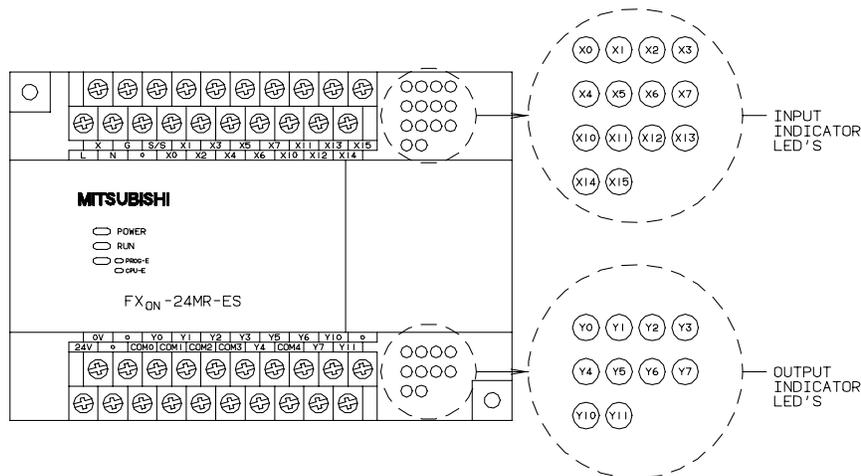 X0 X1 X2 X3
X4 X5 X6 X7
X10 X11 X12 X13
X14 X15
INPUT
INDICATOR
LED'S
X G S/S X1 X3 X5 X7 X11 X13 X15
L N X0 X2 X4 X6 X10 X12 X14
MITSUBISHI
POWER
RUN
PROG-E
CPU-E
FX0N-24MR-ES
0V Y0 Y1 Y2 Y3 Y5 Y6 Y10
24V COM0 COM1 COM2 COM3 Y4 COM4 Y7 Y11
Y0 Y1 Y2 Y3
Y4 Y5 Y6 Y7
Y10 Y11
OUTPUT
INDICATOR
LED'S